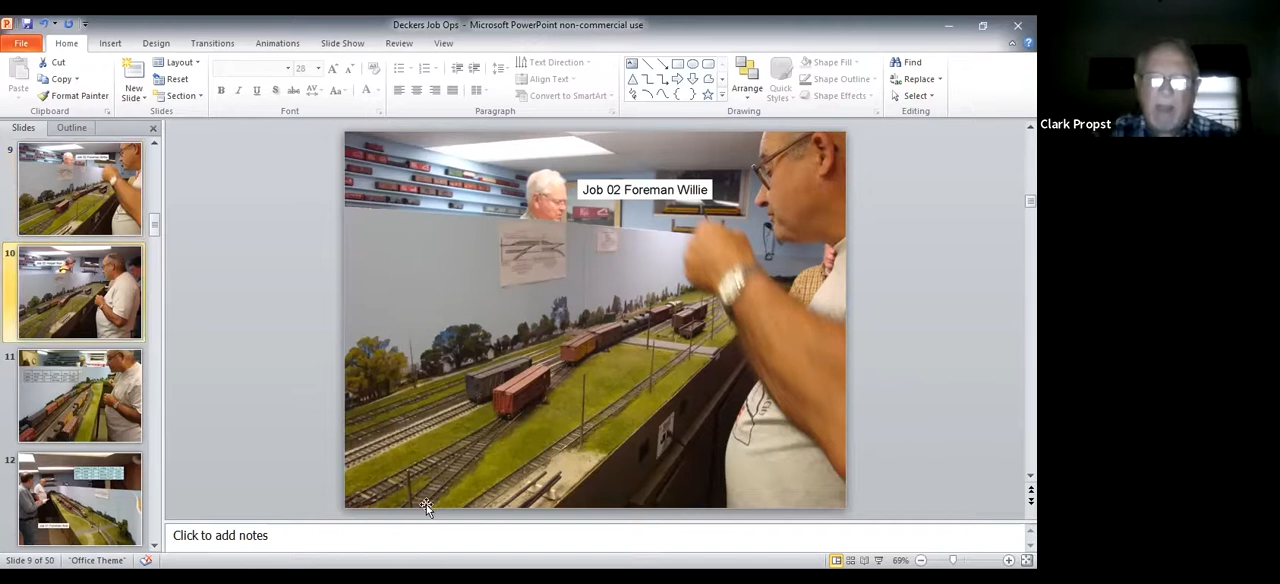 Deckers Job Ops - Microsoft PowerPoint non-commercial use
File Home Insert Design Transitions Animations Slide Show Review View
Paste
Cut
Copy
Format Painter
Clipboard
New
Slide
Layout
Reset
Section
Slides
28
B I U S abc AV Aa A
Font
Text Direction
Align Text
Convert to SmartArt
Paragraph
Arrange
Quick
Styles
Shape Fill
Shape Outline
Shape Effects
Drawing
Find
Replace
Select
Editing
Clark Propst
Slides Outline
9
10
11
12
Job 02 Foreman Willie
Click to add notes
Slide 9 of 50 "Office Theme" 69%